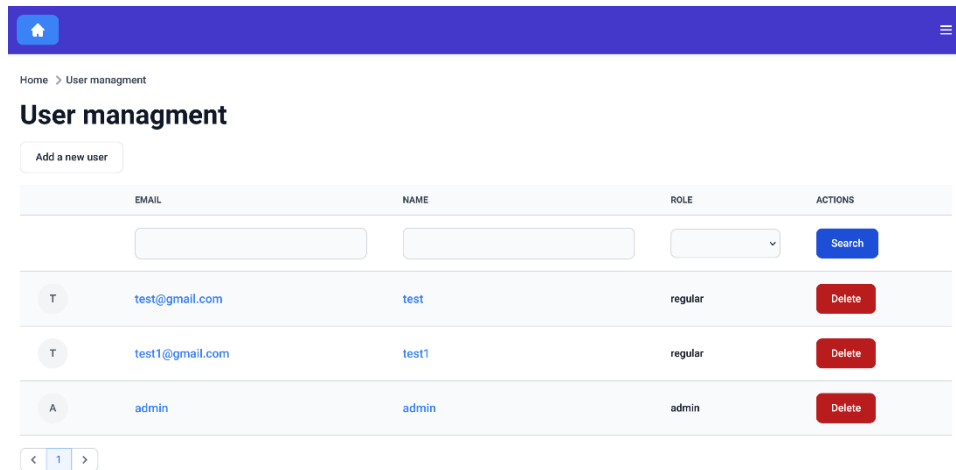 Home > User managment
User managment
Add a new user
EMAIL NAME ROLE ACTIONS
Search
T test@gmail.com test regular Delete
T test1@gmail.com test1 regular Delete
A admin admin admin Delete
< 1 >